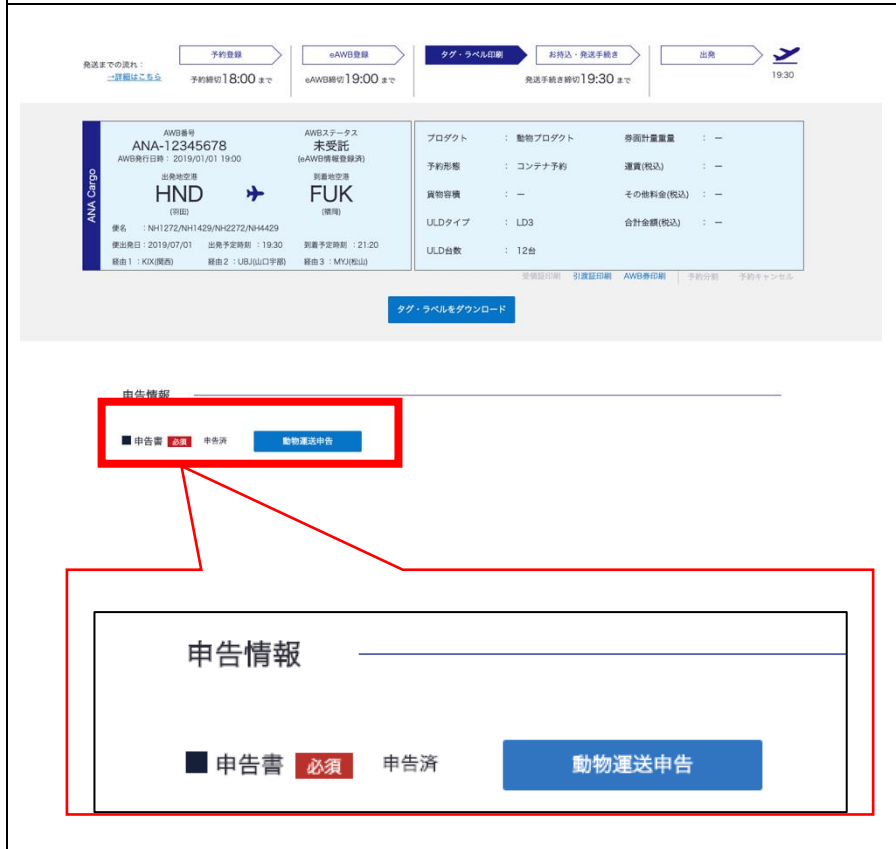 発送までの流れ：
→詳細はこちら
予約登録
予約締切18:00 まで
eAWB登録
eAWB締切19:00 まで
タグ・ラベル印刷
お持込・発送手続き
発送手続き締切19:30 まで
出発
19:30
ANA Cargo
AWB番号
ANA-12345678
AWB発行日時： 2019/01/01 19:00
AWBステータス
未受託
(eAWB情報登録済)
出発地空港
HND
(羽田)
到着地空港
FUK
(福岡)
便名 ：NH1272/NH1429/NH2272/NH4429
便出発日：2019/07/01 出発予定時刻 ：19:30 到着予定時刻 ：21:20
経由1 ：KIX(関西) 経由2 ：UBJ(山口宇部) 経由3 ：MYJ(松山)
プロダクト ： 動物プロダクト 券面計量重量 ： －
予約形態 ： コンテナ予約 運賃(税込) ： －
貨物容積 ： － その他料金(税込) ： －
ULDタイプ ： LD3 合計金額(税込) ： －
ULD台数 ： 12台
受領証印刷 引渡証印刷 AWB券印刷 予約分割 予約キャンセル
タグ・ラベルをダウンロード
申告情報
■ 申告書 必須 申告済 動物運送申告
申告情報
■ 申告書 必須 申告済 動物運送申告